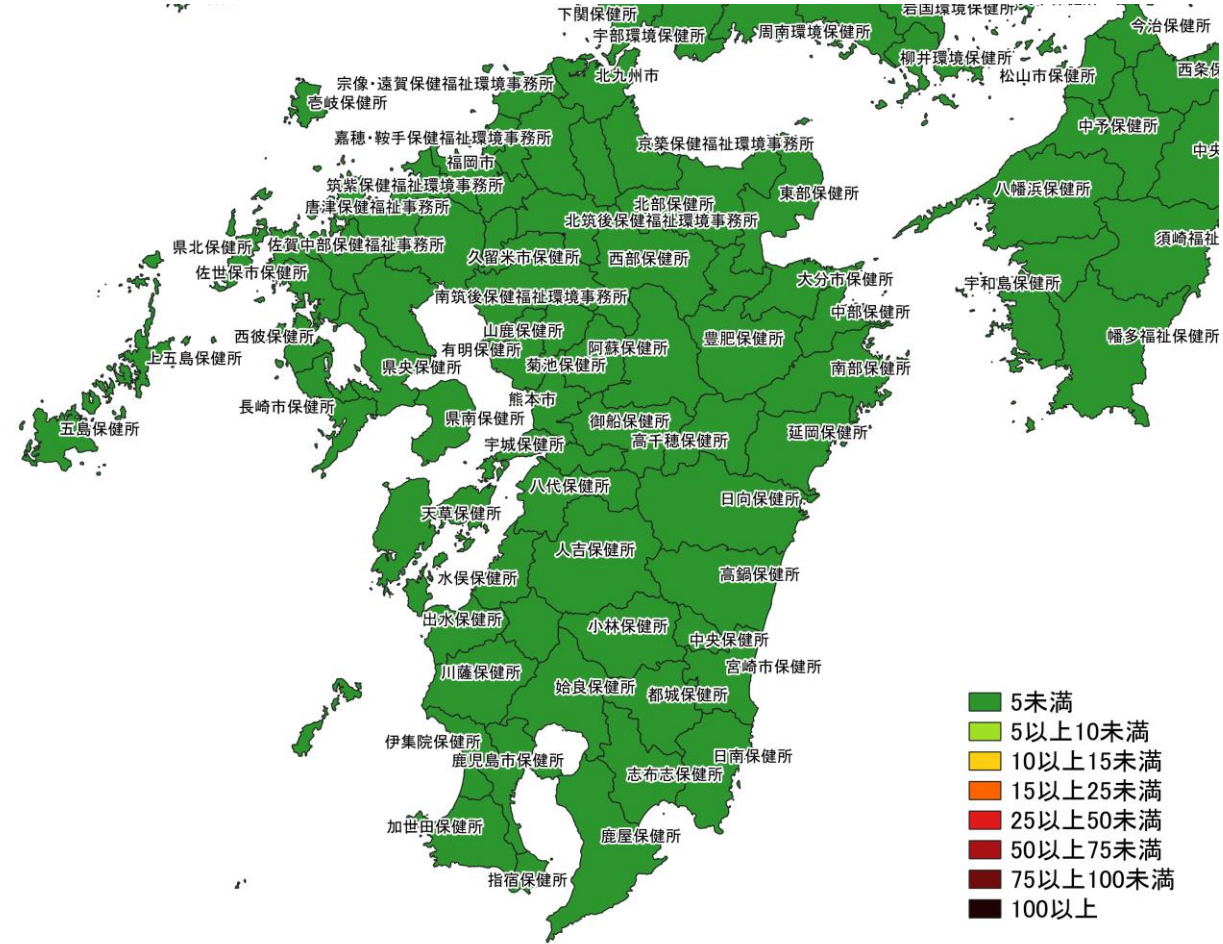 下関保健所
宇部環境保健所
周南環境保健所
岩国環境保健所
柳井環境保健所
今治保健所
松山市保健所
西条保
北九州市
宗像・遠賀保健福祉環境事務所
壱岐保健所
中予保健所
嘉穂・鞍手保健福祉環境事務所
京築保健福祉環境事務所
中央
福岡市
筑紫保健福祉環境事務所
東部保健所
八幡浜保健所
唐津保健福祉事務所
北部保健所
北筑後保健福祉環境事務所
県北保健所
佐賀中部保健福祉事務所
須崎福祉
久留米市保健所
西部保健所
佐世保市保健所
大分市保健所
宇和島保健所
南筑後保健福祉環境事務所
中部保健所
山鹿保健所
西彼保健所
豊肥保健所
幡多福祉保健所
有明保健所
阿蘇保健所
上五島保健所
県央保健所
菊池保健所
南部保健所
熊本市
長崎市保健所
県南保健所
御船保健所
五島保健所
延岡保健所
宇城保健所
高千穂保健所
八代保健所
日向保健所
天草保健所
人吉保健所
水俣保健所
高鍋保健所
出水保健所
小林保健所
中央保健所
宮崎市保健所
川薩保健所
姶良保健所
都城保健所
伊集院保健所
鹿児島市保健所
日南保健所
志布志保健所
加世田保健所
鹿屋保健所
指宿保健所
5未満
5以上10未満
10以上15未満
15以上25未満
25以上50未満
50以上75未満
75以上100未満
100以上